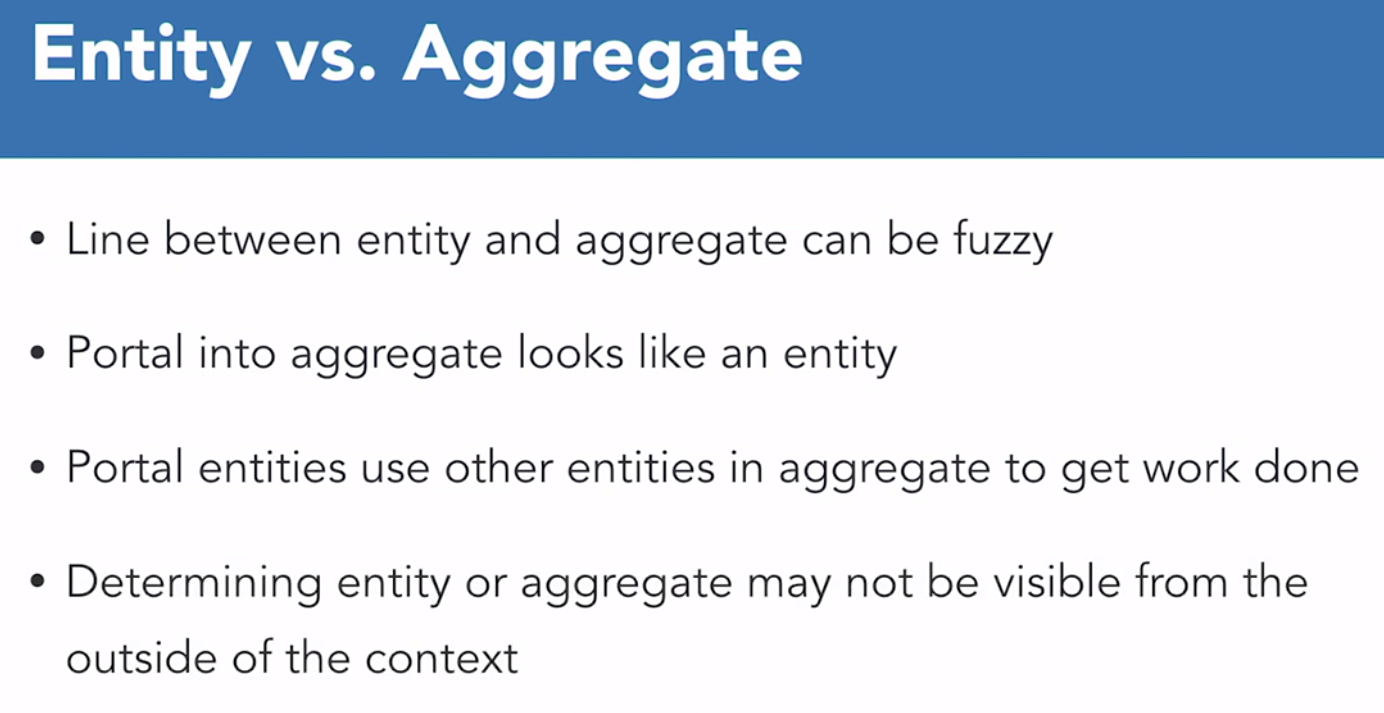 Entity vs. Aggregate
• Line between entity and aggregate can be fuzzy
• Portal into aggregate looks like an entity
• Portal entities use other entities in aggregate to get work done
• Determining entity or aggregate may not be visible from the
outside of the context